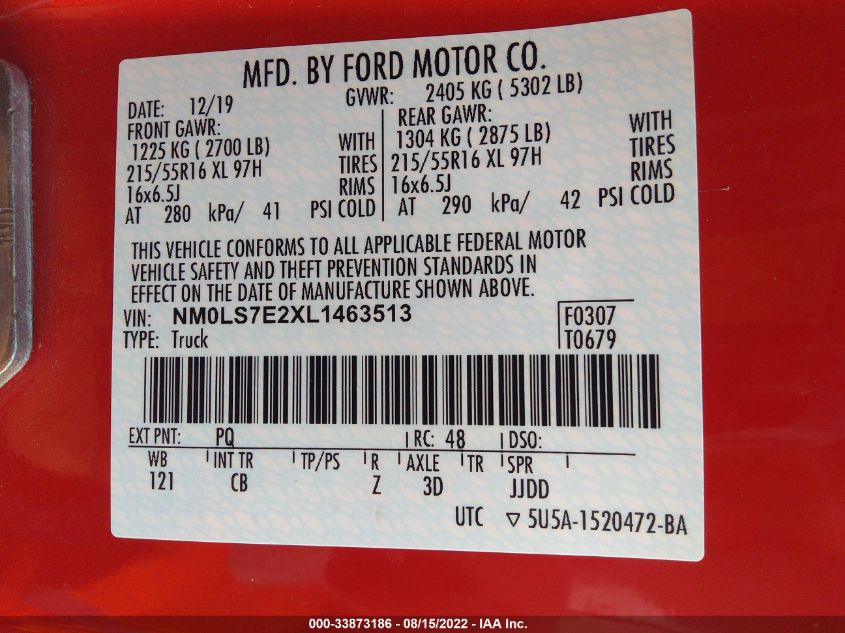 MFD. BY FORD MOTOR CO.
DATE: 12/19 GVWR: 2405 KG ( 5302 LB)
FRONT GAWR: REAR GAWR:
1225 KG ( 2700 LB) WITH 1304 KG ( 2875 LB) WITH
215/55R16 XL 97H TIRES 215/55R16 XL 97H TIRES
16x6.5J RIMS 16x6.5J RIMS
AT 280 kPa/ 41 PSI COLD AT 290 kPa/ 42 PSI COLD
THIS VEHICLE CONFORMS TO ALL APPLICABLE FEDERAL MOTOR
VEHICLE SAFETY AND THEFT PREVENTION STANDARDS IN
EFFECT ON THE DATE OF MANUFACTURE SHOWN ABOVE.
VIN: NM0LS7E2XL1463513 F0307
TYPE: Truck T0679
EXT PNT: PQ RC: 48 DSO:
WB INT TR TP/PS R AXLE TR SPR
121 CB Z 3D JJDD
UTC ▽ 5U5A-1520472-BA
000-33873186 - 08/15/2022 - IAA Inc.